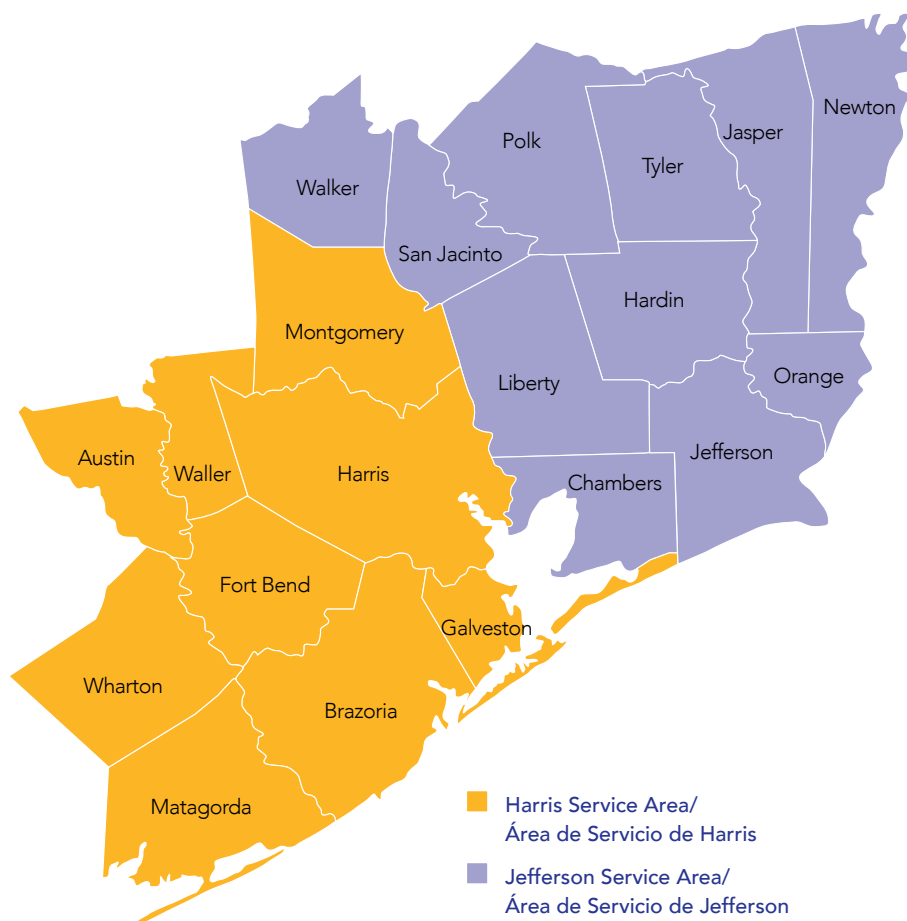 Newton
Jasper
Polk
Tyler
Walker
San Jacinto
Hardin
Montgomery
Orange
Liberty
Jefferson
Austin
Waller
Harris
Chambers
Fort Bend
Galveston
Wharton
Brazoria
Matagorda
Harris Service Area/
Área de Servicio de Harris
Jefferson Service Area/
Área de Servicio de Jefferson